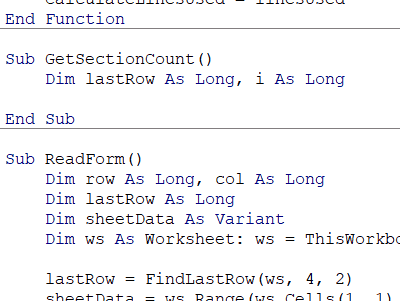 CalculateLinesUsed = linesUsed
End Function
Sub GetSectionCount()
Dim lastRow As Long, i As Long
End Sub
Sub ReadForm()
Dim row As Long, col As Long
Dim lastRow As Long
Dim sheetData As Variant
Dim ws As Worksheet: ws = ThisWorkbo
lastRow = FindLastRow(ws, 4, 2)
sheetData = ws.Range(ws.Cells(1, 1)